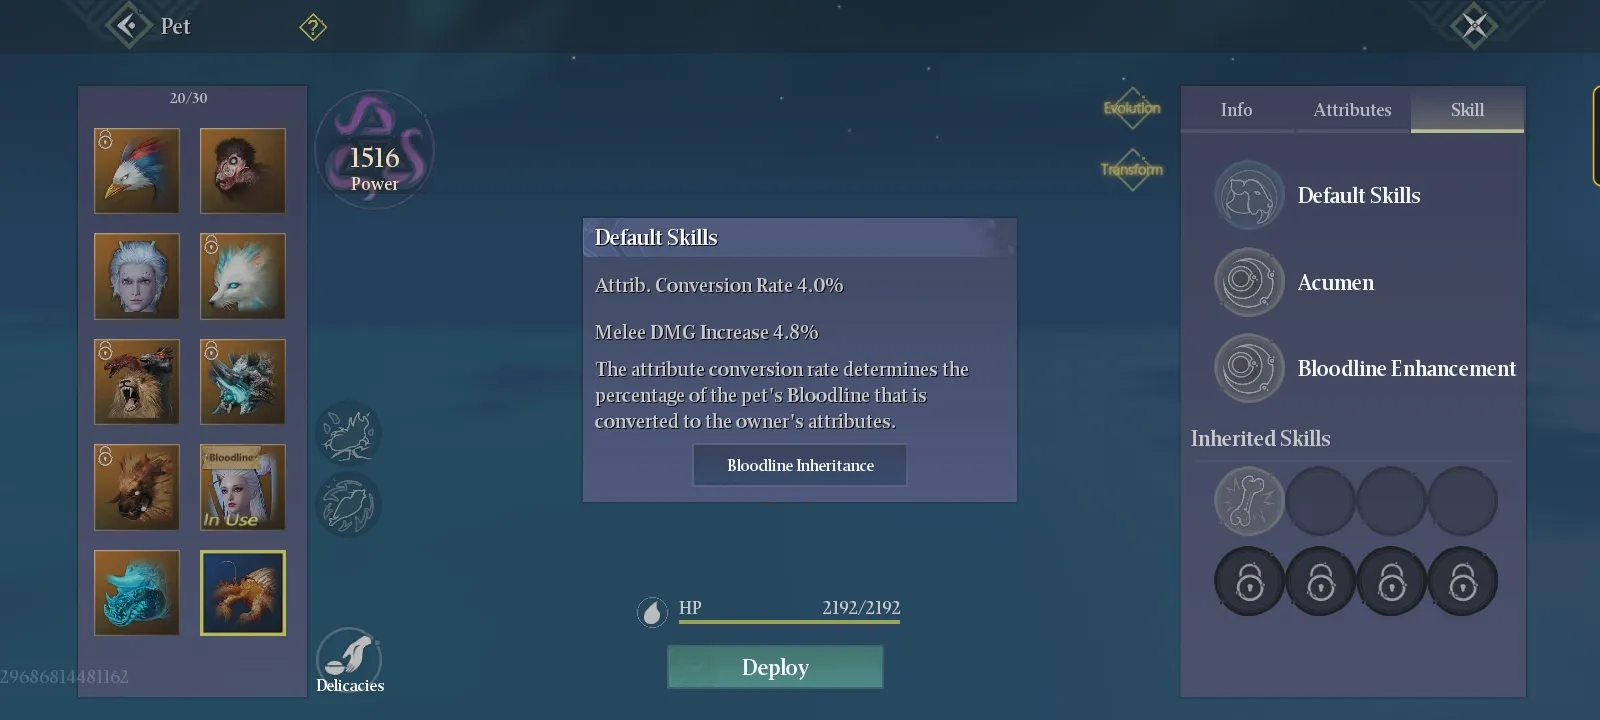 Pet
?
20/30
1516
Power
Bloodline
In Use
Delicacies
29686814481162
Evolution
Transform
Default Skills
Attrib. Conversion Rate 4.0%
Melee DMG Increase 4.8%
The attribute conversion rate determines the
percentage of the pet's Bloodline that is
converted to the owner's attributes.
Bloodline Inheritance
HP 2192/2192
Deploy
Info Attributes Skill
Default Skills
Acumen
Bloodline Enhancement
Inherited Skills